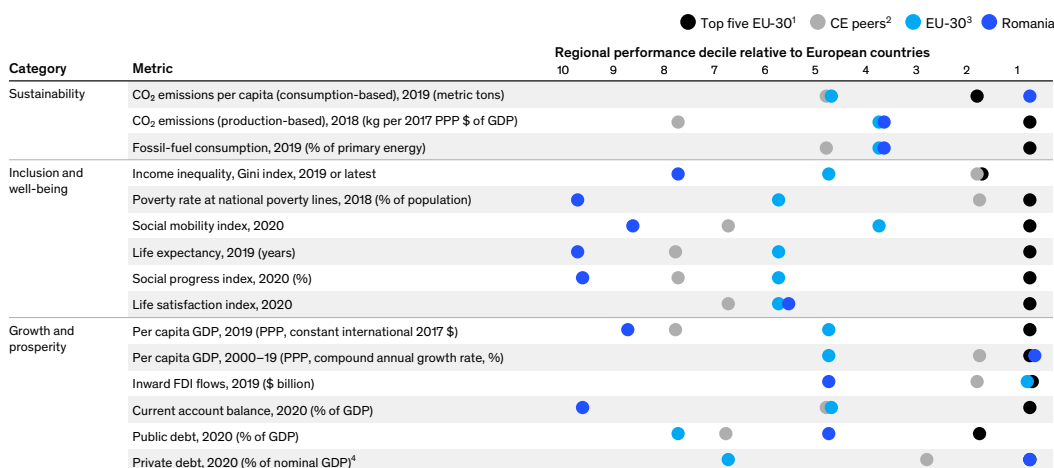 Top five EU-30¹ CE peers² EU-30³ Romania
Regional performance decile relative to European countries
Category Metric 10 9 8 7 6 5 4 3 2 1
Sustainability CO₂ emissions per capita (consumption-based), 2019 (metric tons)
CO₂ emissions (production-based), 2018 (kg per 2017 PPP $ of GDP)
Fossil-fuel consumption, 2019 (% of primary energy)
Inclusion and Income inequality, Gini index, 2019 or latest
well-being
Poverty rate at national poverty lines, 2018 (% of population)
Social mobility index, 2020
Life expectancy, 2019 (years)
Social progress index, 2020 (%)
Life satisfaction index, 2020
Growth and Per capita GDP, 2019 (PPP, constant international 2017 $)
prosperity
Per capita GDP, 2000–19 (PPP, compound annual growth rate, %)
Inward FDI flows, 2019 ($ billion)
Current account balance, 2020 (% of GDP)
Public debt, 2020 (% of GDP)
Private debt, 2020 (% of nominal GDP)⁴